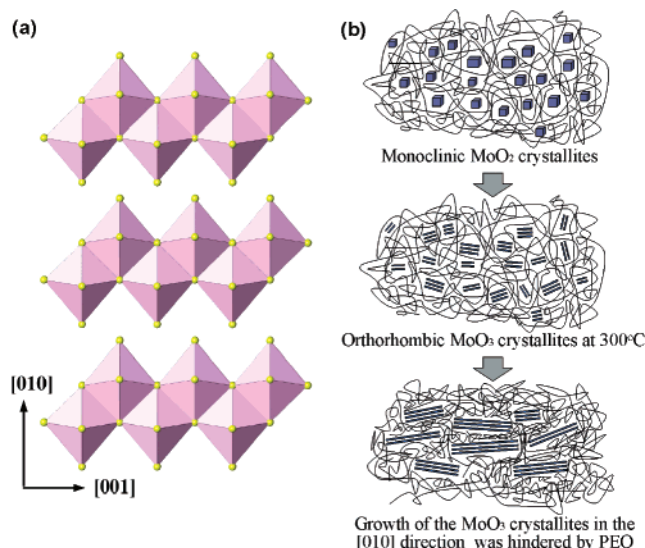 (a)
[010]
[001]
(b)
Monoclinic MoO₂ crystallites
Orthorhombic MoO₃ crystallites at 300°C
Growth of the MoO₃ crystallites in the
[010] direction was hindered by PEO